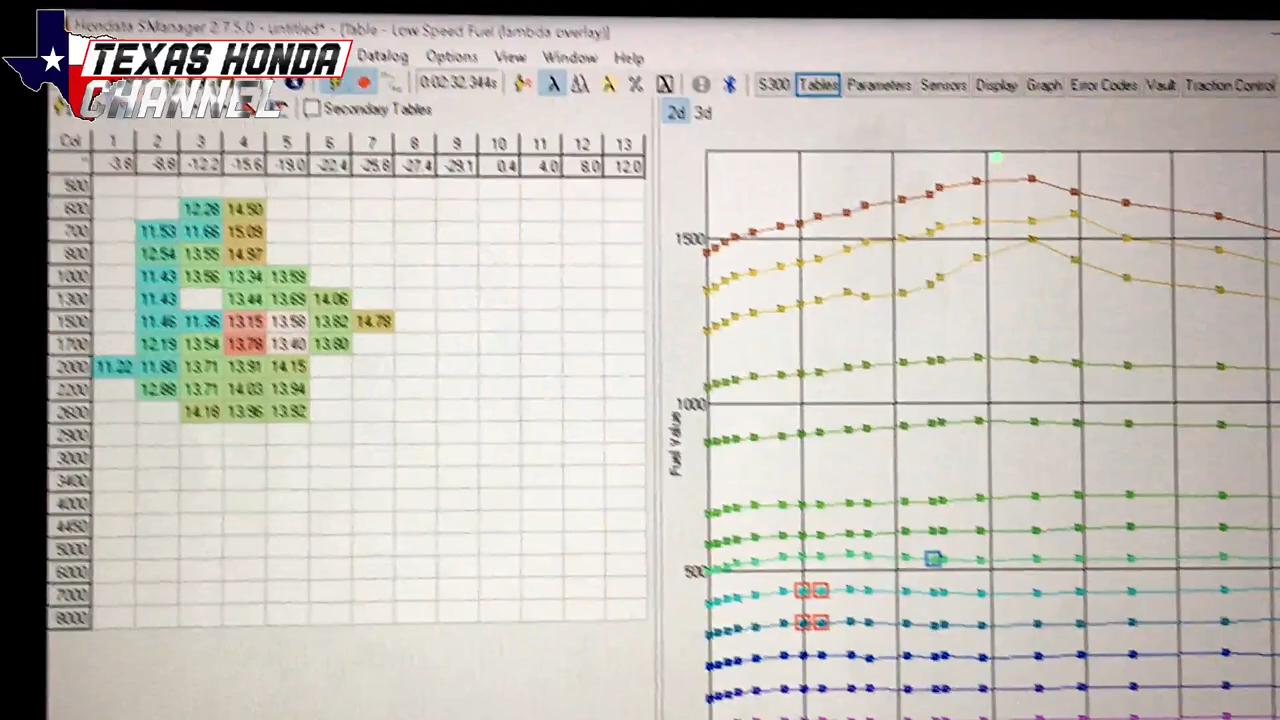 Hondata SManager 2.7.5.0 - untitled* - [Table - Low Speed Fuel (lambda overlay)]
TEXAS HONDA
CHANNEL
Datalog Options View Window Help
0:02:32.344s S300 Tables Parameters Sensors Display Graph Error Codes Vault Traction Control
Secondary Tables
2d 3d
Col 1 2 3 4 5 6 7 8 9 10 11 12 13
" -3.8 -8.8 -12.2 -15.6 -19.0 -22.4 -25.8 -27.4 -29.1 0.4 4.0 8.0 12.0
500
600 12.28 14.50
700 11.53 11.66 15.09
800 12.54 13.55 14.97
1000 11.43 13.56 13.34 13.59
1300 11.43 13.44 13.69 14.06
1500 11.46 11.36 13.15 13.58 13.82 14.78
1700 12.19 13.54 13.78 13.40 13.80
2000 11.22 11.80 13.71 13.91 14.15
2200 12.88 13.71 14.03 13.94
2600 14.18 13.96 13.92
2900
3000
3400
4000
4450
5000
6000
7000
8000
1500
1000
Fuel Value
500